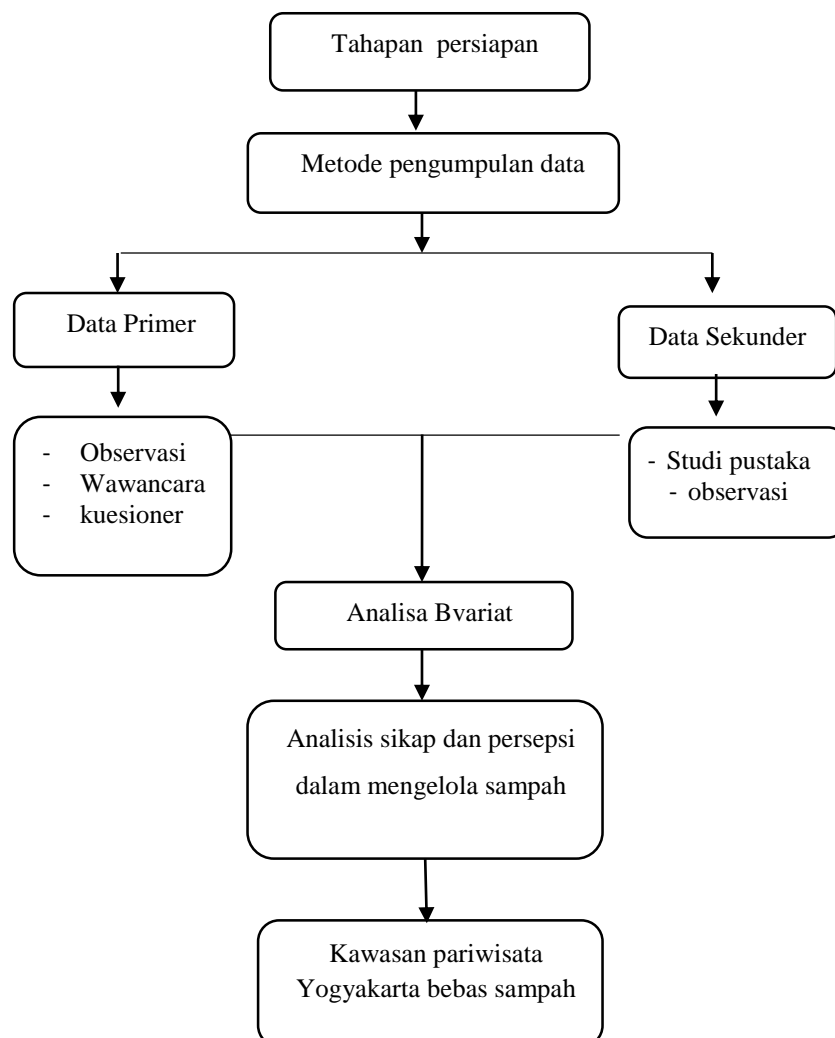 Tahapan persiapan
Metode pengumpulan data
Data Primer
Data Sekunder
- Observasi
- Wawancara
- kuesioner
- Studi pustaka
- observasi
Analisa Bvariat
Analisis sikap dan persepsi
dalam mengelola sampah
Kawasan pariwisata
Yogyakarta bebas sampah